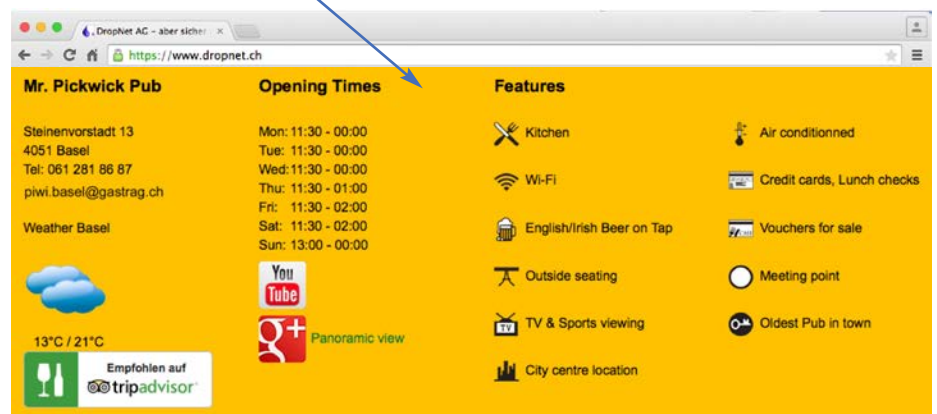 DropNet AG – aber sicher
https://www.dropnet.ch
Mr. Pickwick Pub
Steinenvorstadt 13
4051 Basel
Tel: 061 281 86 87
piwi.basel@gastrag.ch
Weather Basel
13°C / 21°C
Empfohlen auf
tripadvisor
Opening Times
Mon: 11:30 - 00:00
Tue: 11:30 - 00:00
Wed: 11:30 - 00:00
Thu: 11:30 - 01:00
Fri: 11:30 - 02:00
Sat: 11:30 - 02:00
Sun: 13:00 - 00:00
You
Tube
g+
Panoramic view
Features
Kitchen
Wi-Fi
English/Irish Beer on Tap
Outside seating
TV
TV & Sports viewing
City centre location
Air conditionned
Credit cards, Lunch checks
Vouchers for sale
Meeting point
Oldest Pub in town